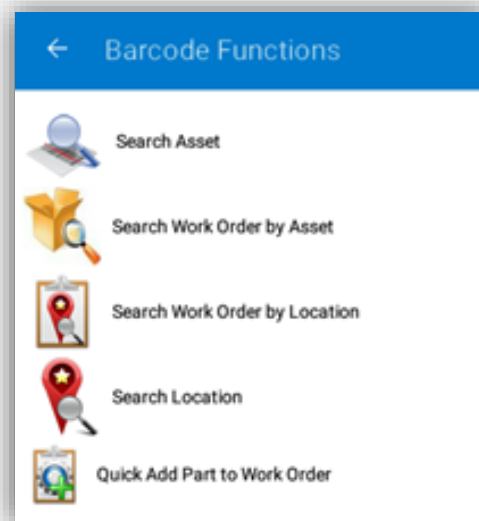 Barcode Functions
Search Asset
Search Work Order by Asset
Search Work Order by Location
Search Location
Quick Add Part to Work Order